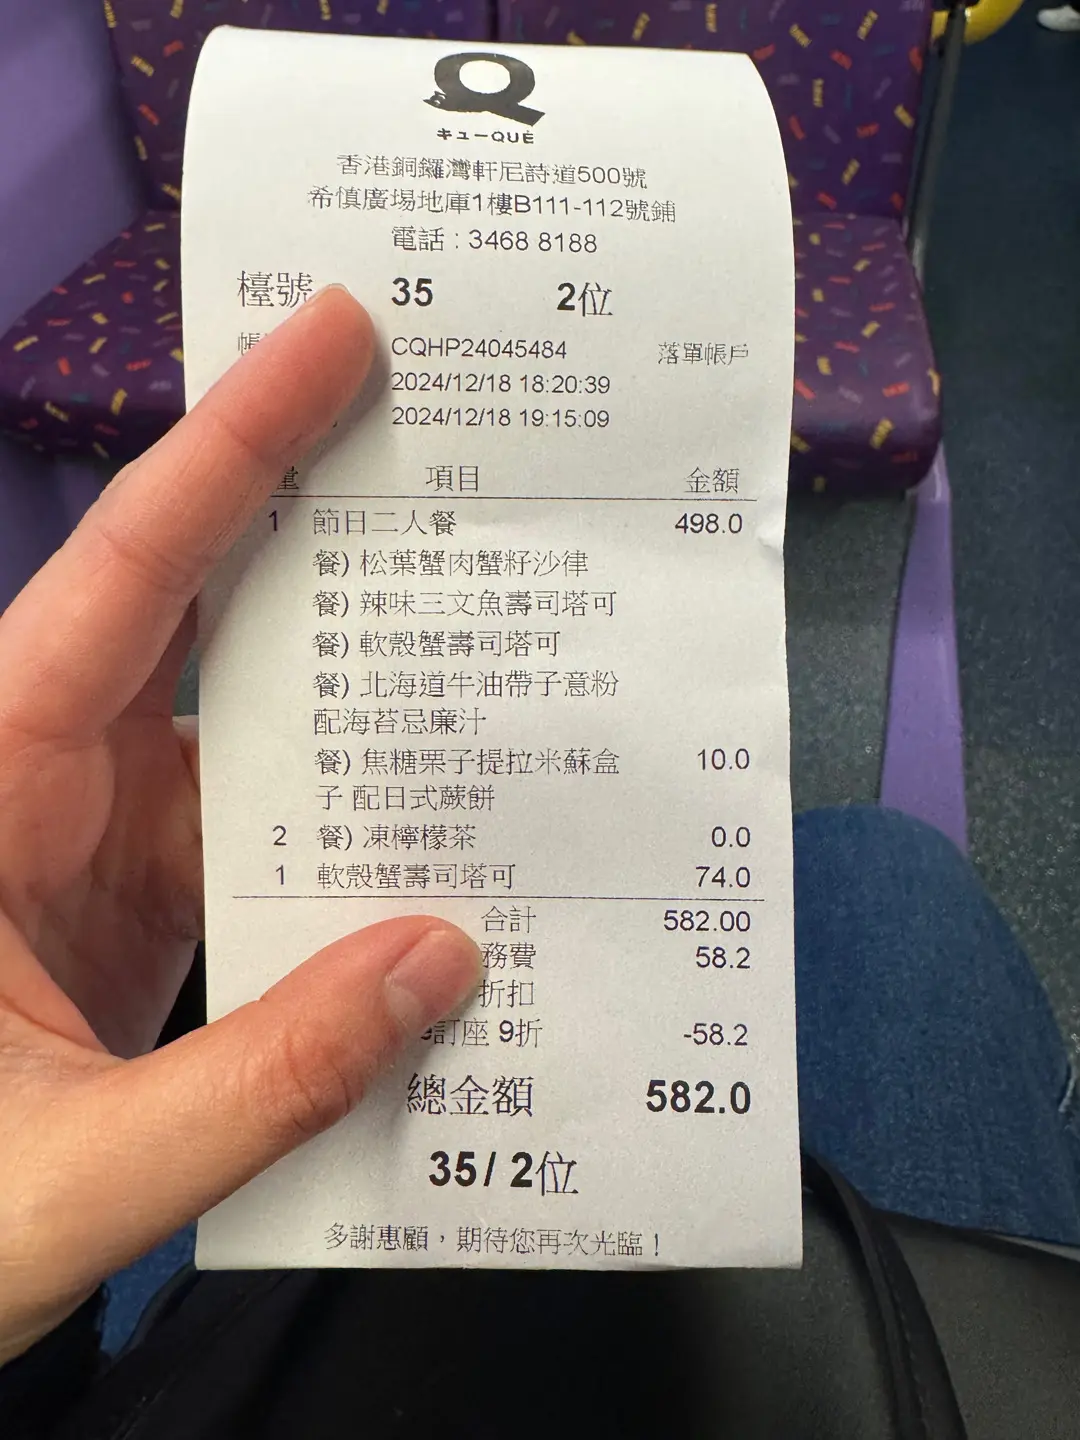 Q
キューQUE
香港銅鑼灣軒尼詩道500號
希慎廣場地庫1樓B111-112號鋪
電話：3468 8188
檯號 35 2位
CQHP24045484 落單帳戶
2024/12/18 18:20:39
2024/12/18 19:15:09
量 項目 金額
1 節日二人餐 498.0
餐) 松葉蟹肉蟹籽沙律
餐) 辣味三文魚壽司塔可
餐) 軟殼蟹壽司塔可
餐) 北海道牛油帶子意粉
配海苔忌廉汁
餐) 焦糖栗子提拉米蘇盒 10.0
子 配日式蕨餅
2 餐) 凍檸檬茶 0.0
1 軟殼蟹壽司塔可 74.0
合計 582.00
務費 58.2
折扣
訂座 9折 -58.2
總金額 582.0
35/ 2位
多謝惠顧，期待您再次光臨！